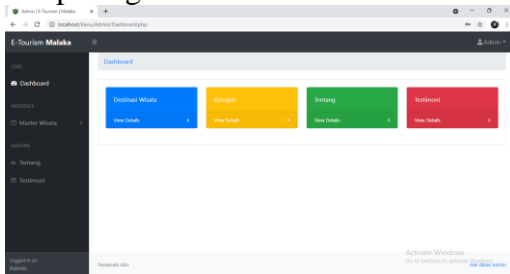 Admin | E-Tourism | Malaka
localhost/Renu/Admin/Dashboard.php
E-Tourism Malaka
Admin
Dashboard
Dashboard
INTERFACE
Master Wisata
Tentang
Testimoni
Destinasi Wisata
View Details
Kategori
View Details
Tentang
View Details
Testimoni
View Details
Activate Windows
Go to Settings to activate Windows.
Logged in as:
Admin